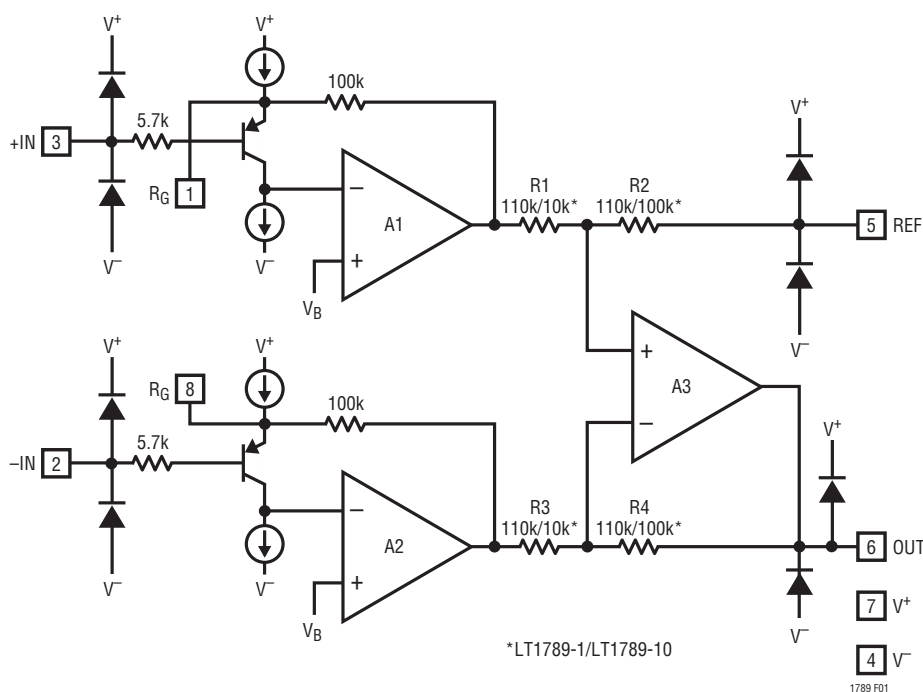 V+
V+
100k
5.7k
+IN 3
RG 1
V–
V–
A1
–
+
VB
R1
110k/10k*
R2
110k/100k*
V+
5 REF
V–
V+
V+
RG 8
100k
5.7k
–IN 2
V–
V–
A2
–
+
VB
A3
+
–
R3
110k/10k*
R4
110k/100k*
V+
6 OUT
V–
7 V+
4 V–
*LT1789-1/LT1789-10
1789 F01